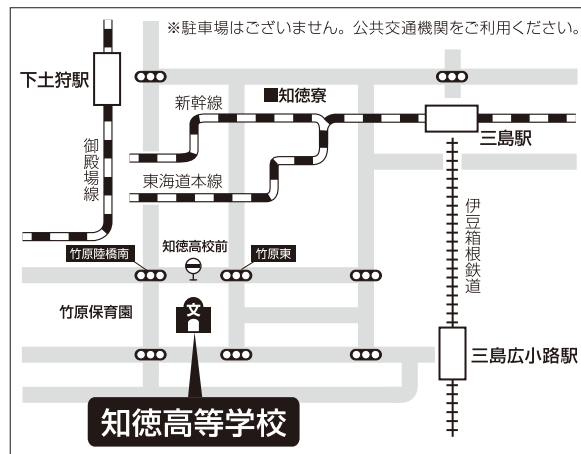 ※駐車場はございません。公共交通機関をご利用ください。
下土狩駅
新幹線
■知徳寮
三島駅
御殿場線
東海道本線
伊豆箱根鉄道
知徳高校前
竹原陸橋南
竹原東
竹原保育園
文
三島広小路駅
知徳高等学校